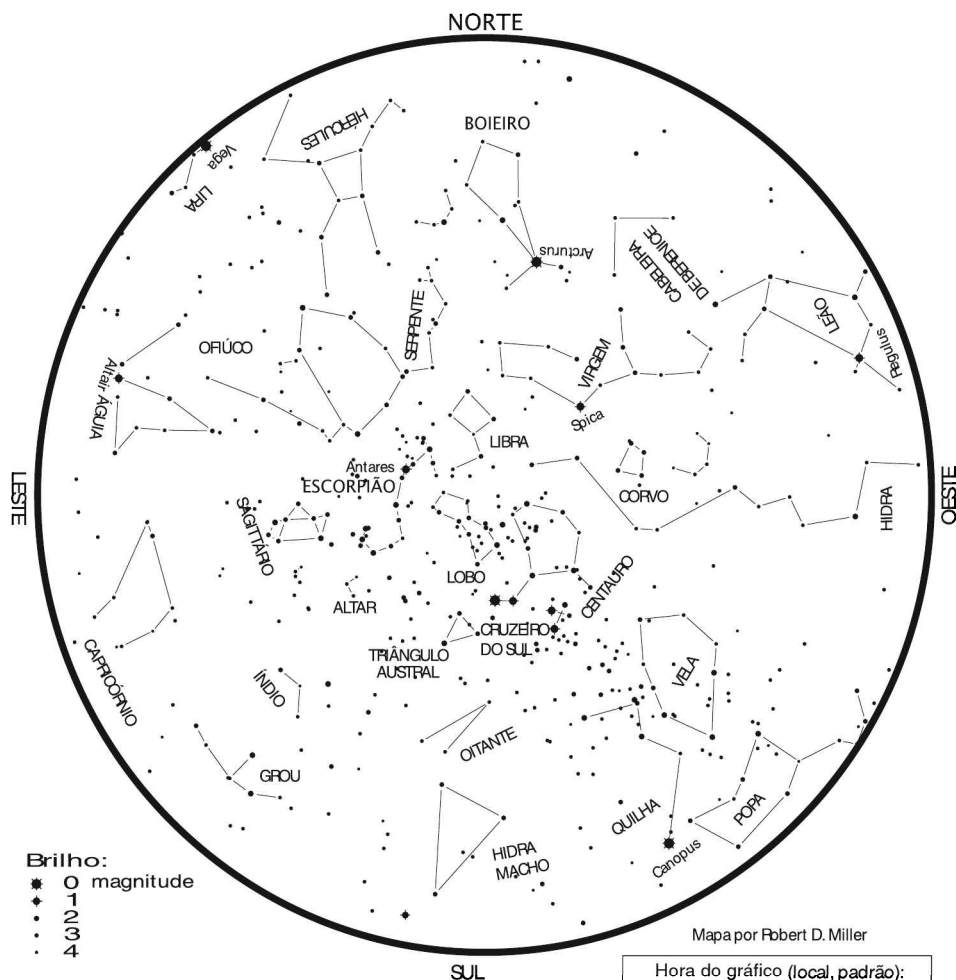 NORTE
HÉRCULES
BOIEIRO
Vega
LIRA
Arcturus
CABELEIRA
DE BERENICE
LEÃO
Regulus
SERPENTE
OFIÚCO
VIRGEM
Spica
Altair ÁGUIA
LIBRA
Antares
ESCORPIÃO
CORVO
HIDRA
LESTE
OESTE
SAGITTÁRIO
LOBO
CENTAURO
ALTAR
CRUZEIRO
DO SUL
TRIÂNGULO
AUSTRAL
CAPRICÓRNIO
ÍNDIO
VELA
OITANTE
GROU
QUILHA
POPA
Canopus
HIDRA
MACHO
Brilho:
0 magnitude
1
2
3
4
SUL
Mapa por Robert D. Miller
Hora do gráfico (local, padrão):